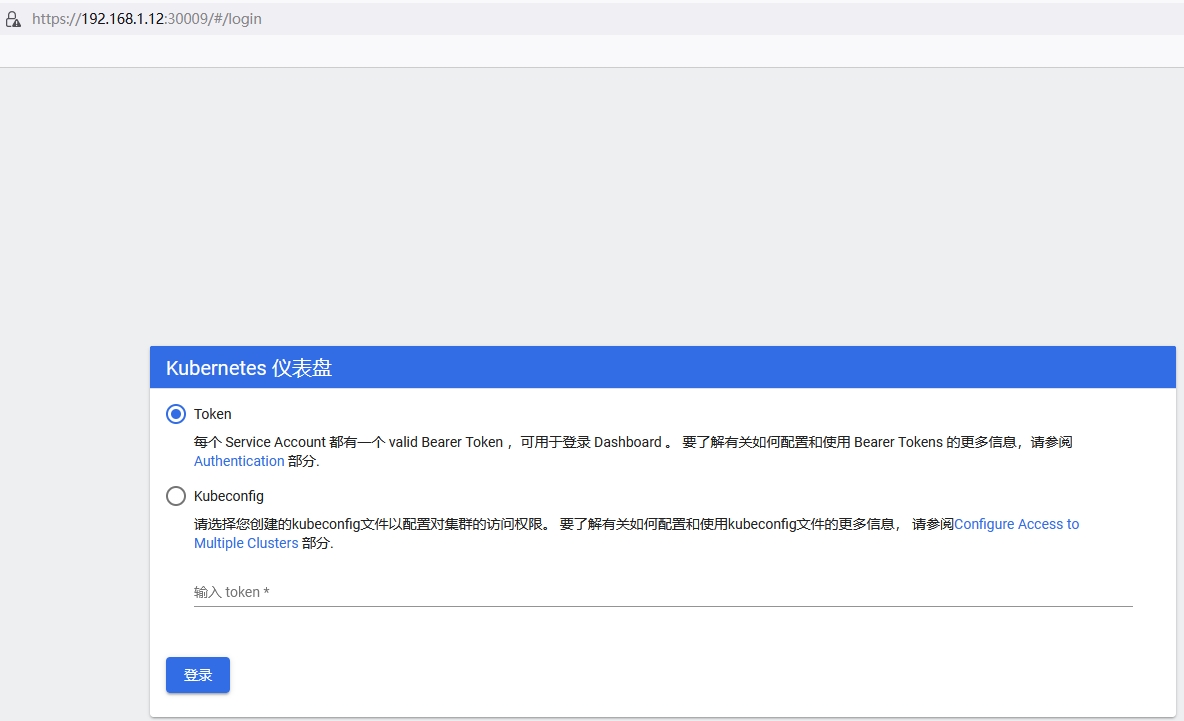 https://192.168.1.12:30009/#/login
Kubernetes 仪表盘
Token
每个 Service Account 都有一个 valid Bearer Token ，可用于登录 Dashboard 。 要了解有关如何配置和使用 Bearer Tokens 的更多信息，请参阅
Authentication 部分.
Kubeconfig
请选择您创建的kubeconfig文件以配置对集群的访问权限。 要了解有关如何配置和使用kubeconfig文件的更多信息， 请参阅Configure Access to
Multiple Clusters 部分.
输入 token *
登录